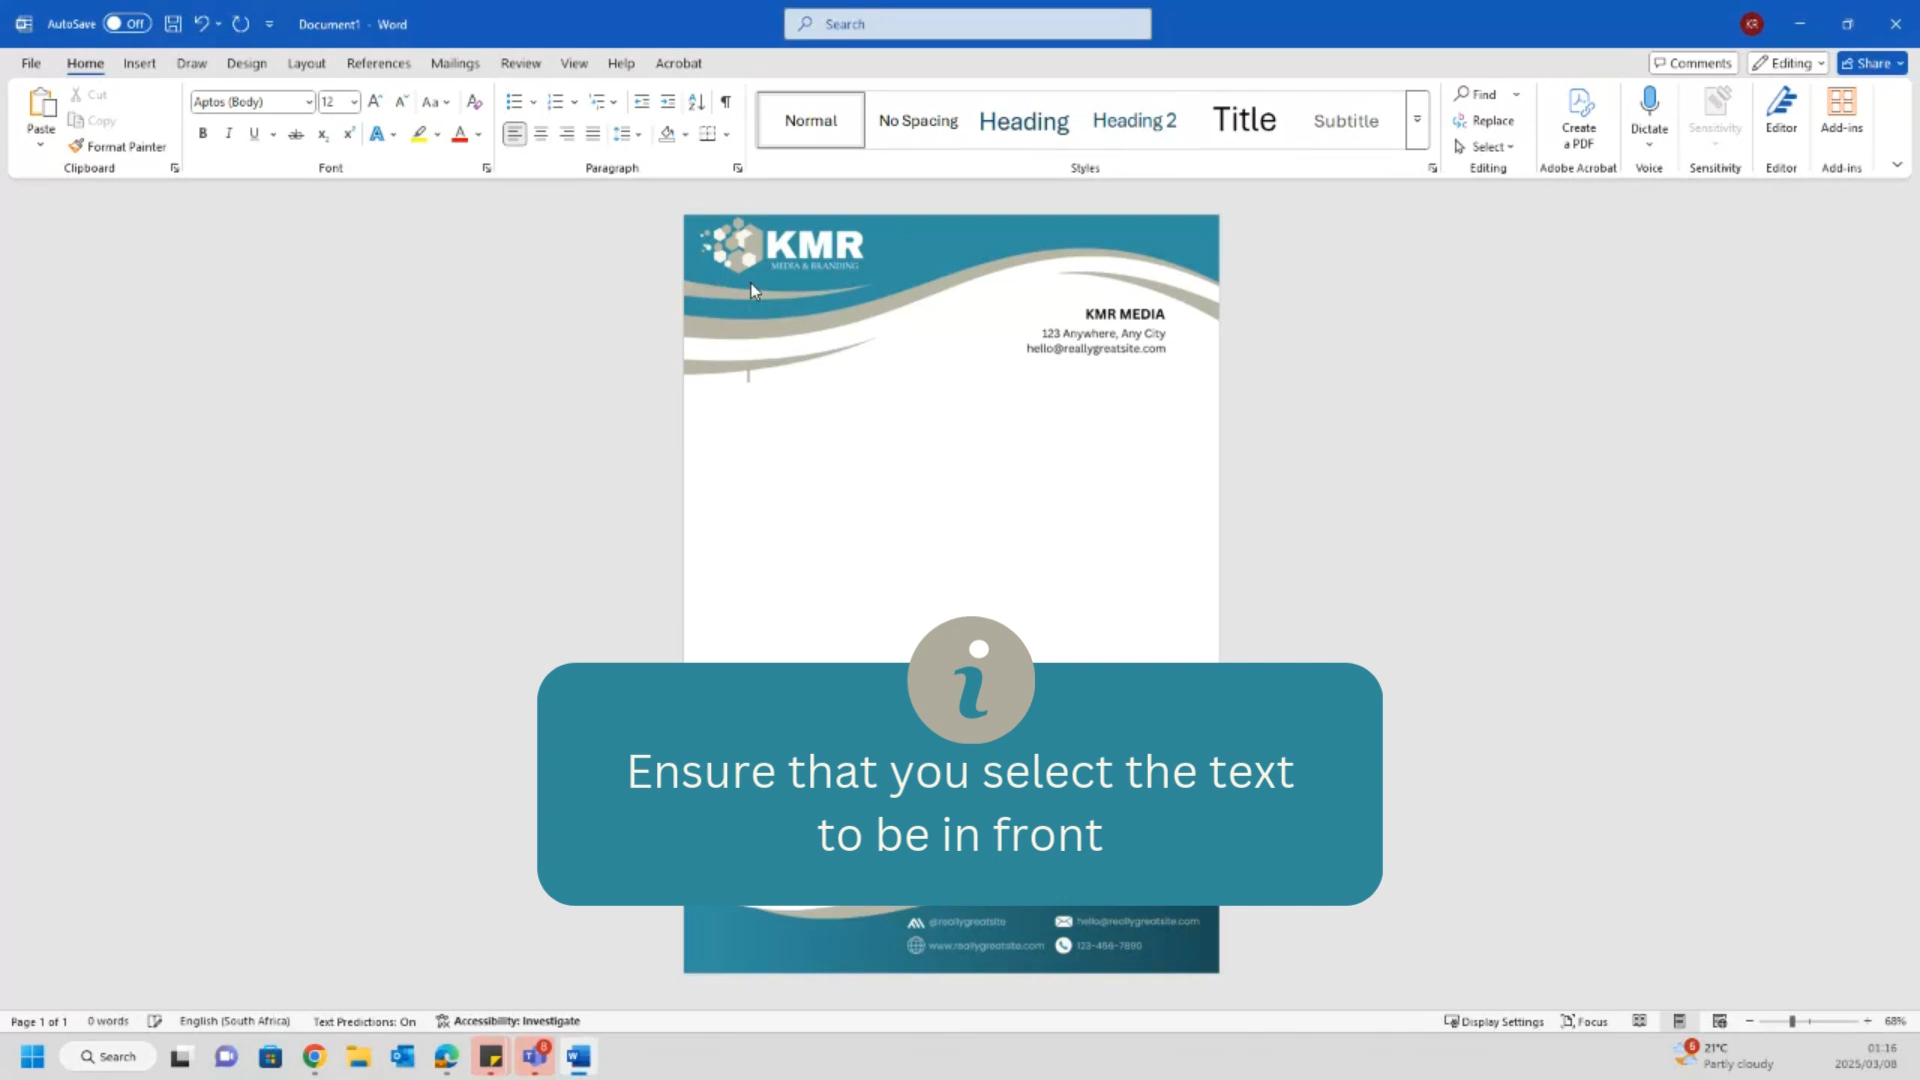 AutoSave Off Document1 - Word Search KR
File Home Insert Draw Design Layout References Mailings Review View Help Acrobat Comments Editing Share
Paste
Cut
Copy
Format Painter
Clipboard
Aptos (Body) 12
Font
Paragraph
Normal No Spacing Heading Heading 2 Title Subtitle
Styles
Find
Replace
Select
Editing
Create
a PDF
Adobe Acrobat
Dictate
Voice
Sensitivity
Sensitivity
Editor
Editor
Add-ins
Add-ins
KMR
MEDIA & BRANDING
KMR MEDIA
123 Anywhere, Any City
hello@reallygreatsite.com
i
Ensure that you select the text
to be in front
@reallygreatsite hello@reallygreatsite.com
www.reallygreatsite.com 123-456-7890
Page 1 of 1 0 words English (South Africa) Text Predictions: On Accessibility: Investigate Display Settings Focus 68%
Search 8 6 21°C 01:16
Partly cloudy 2025/03/08